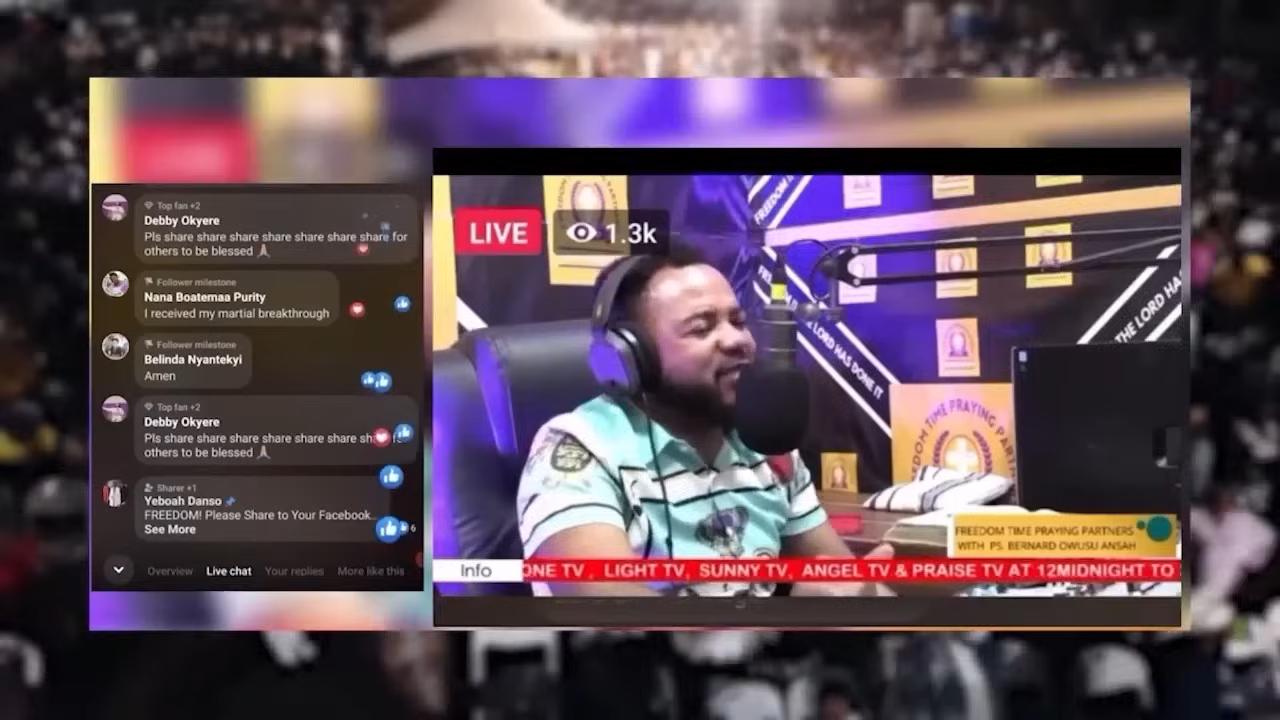 Top fan +2
Debby Okyere
Pls share share share share share share share for
others to be blessed 🙏🏽
Follower milestone
Nana Boatemaa Purity
I received my martial breakthrough
Follower milestone
Belinda Nyantekyi
Amen
Top fan +2
Debby Okyere
Pls share share share share share share sh
others to be blessed 🙏🏽
Sharer +1
Yeboah Danso
FREEDOM! Please Share to Your Facebook...
See More
6
Overview Live chat Your replies More like this
LIVE 1.3k
FREEDOM
LORD HAS DONE IT
THE LORD HA
EDOM TIME PRAYING PART
FREEDOM TIME PRAYING PARTNERS
WITH PS. BERNARD OWUSU ANSAH
Info ONE TV , LIGHT TV, SUNNY TV, ANGEL TV & PRAISE TV AT 12MIDNIGHT TO